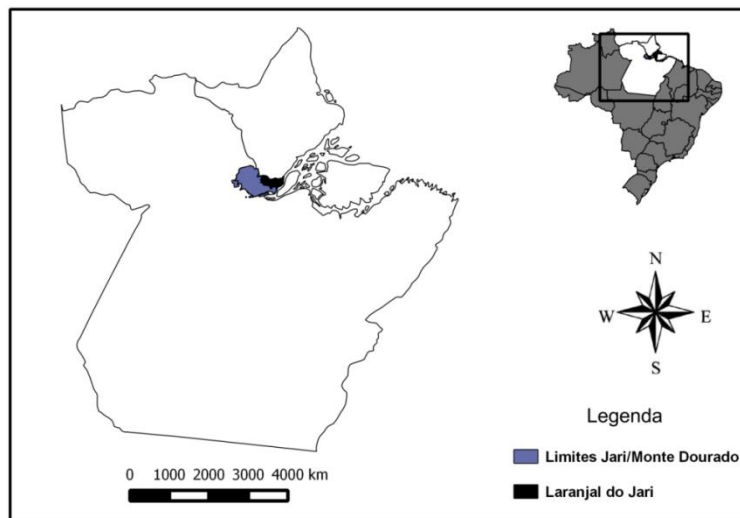 N
W E
S
Legenda
Limites Jari/Monte Dourado
Laranjal do Jari
0 1000 2000 3000 4000 km